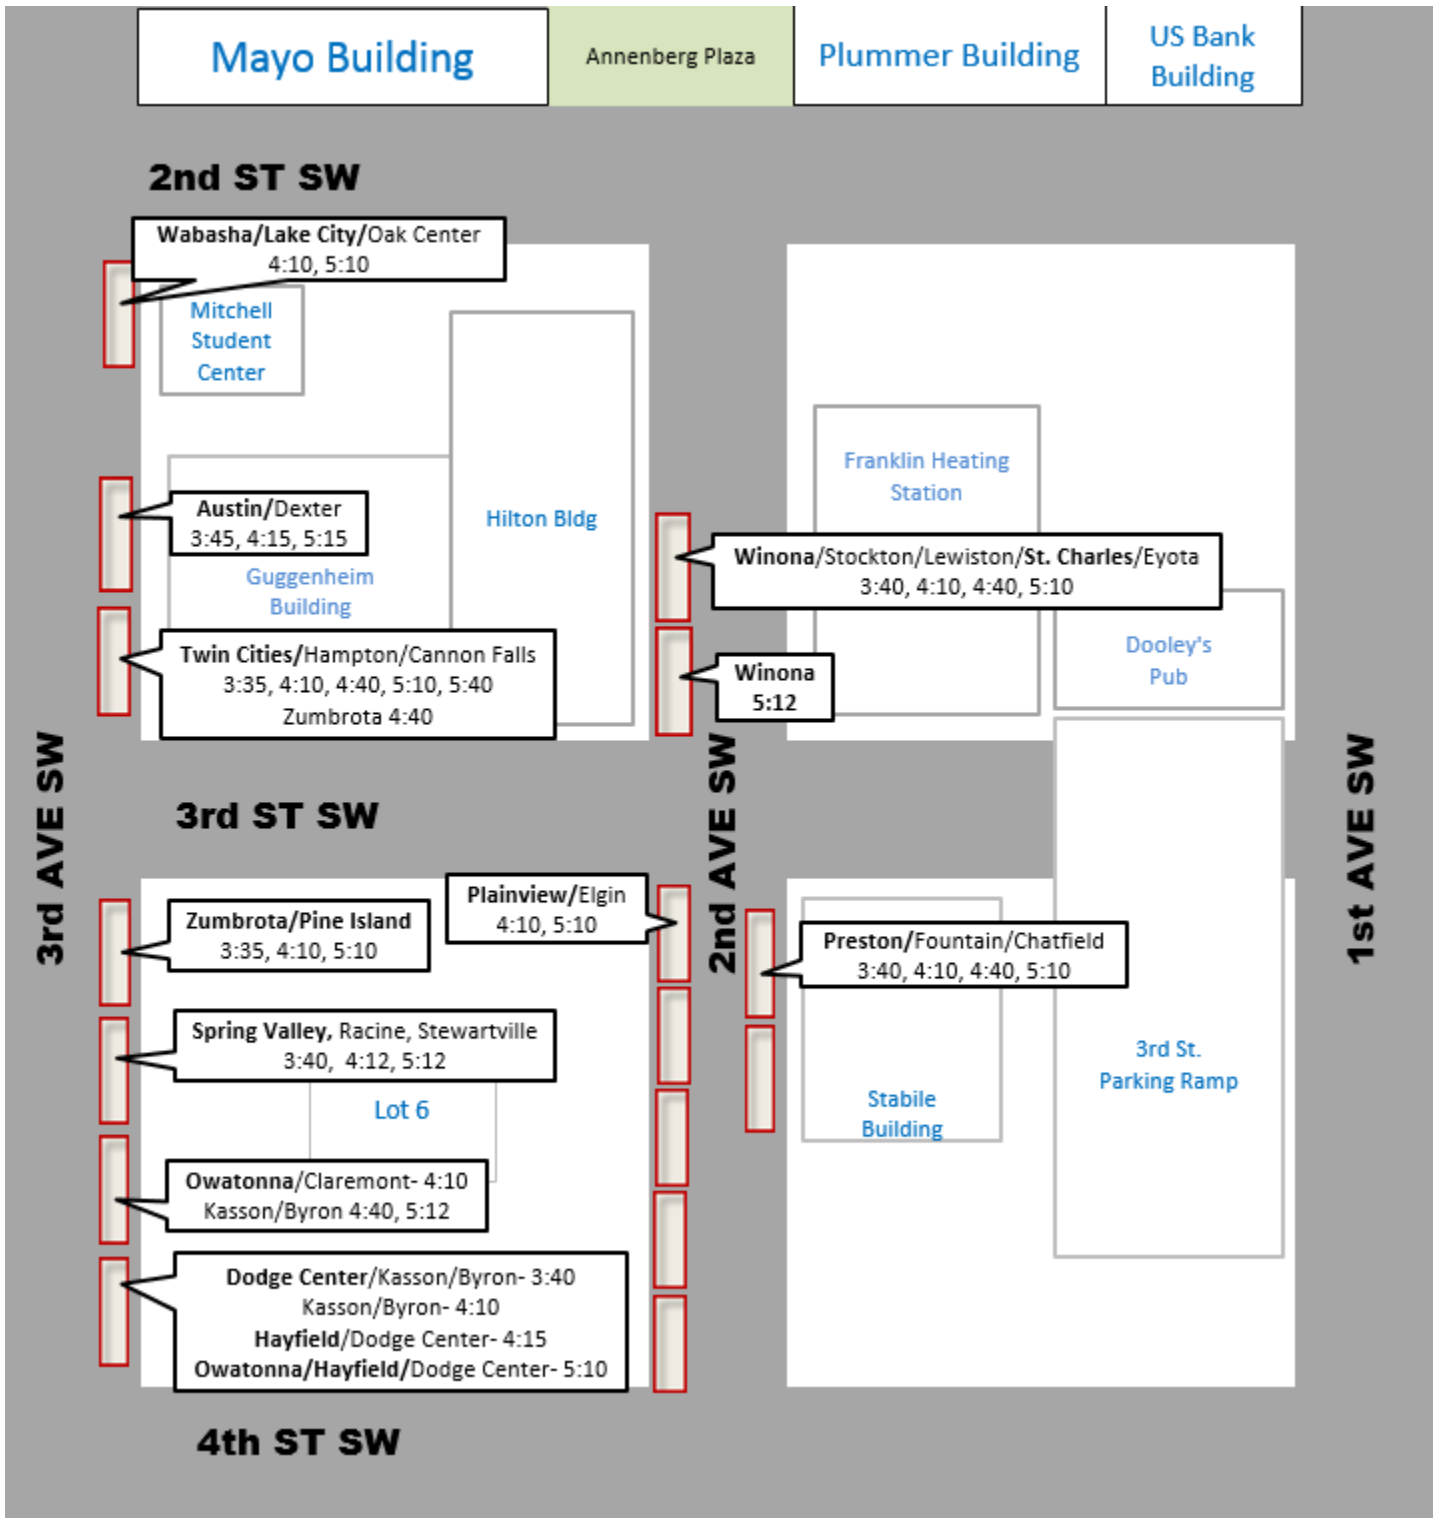 Mayo Building
Annenberg Plaza
Plummer Building
US Bank
Building
2nd ST SW
Wabasha/Lake City/Oak Center
4:10, 5:10
Mitchell
Student
Center
Franklin Heating
Station
Austin/Dexter
3:45, 4:15, 5:15
Hilton Bldg
Guggenheim
Building
Winona/Stockton/Lewiston/St. Charles/Eyota
3:40, 4:10, 4:40, 5:10
Twin Cities/Hampton/Cannon Falls
3:35, 4:10, 4:40, 5:10, 5:40
Zumbrota 4:40
Winona
5:12
Dooley's
Pub
3rd AVE SW
3rd ST SW
2nd AVE SW
1st AVE SW
Zumbrota/Pine Island
3:35, 4:10, 5:10
Plainview/Elgin
4:10, 5:10
Preston/Fountain/Chatfield
3:40, 4:10, 4:40, 5:10
Spring Valley, Racine, Stewartville
3:40, 4:12, 5:12
Lot 6
Stabile
Building
3rd St.
Parking Ramp
Owatonna/Claremont- 4:10
Kasson/Byron 4:40, 5:12
Dodge Center/Kasson/Byron- 3:40
Kasson/Byron- 4:10
Hayfield/Dodge Center- 4:15
Owatonna/Hayfield/Dodge Center- 5:10
4th ST SW